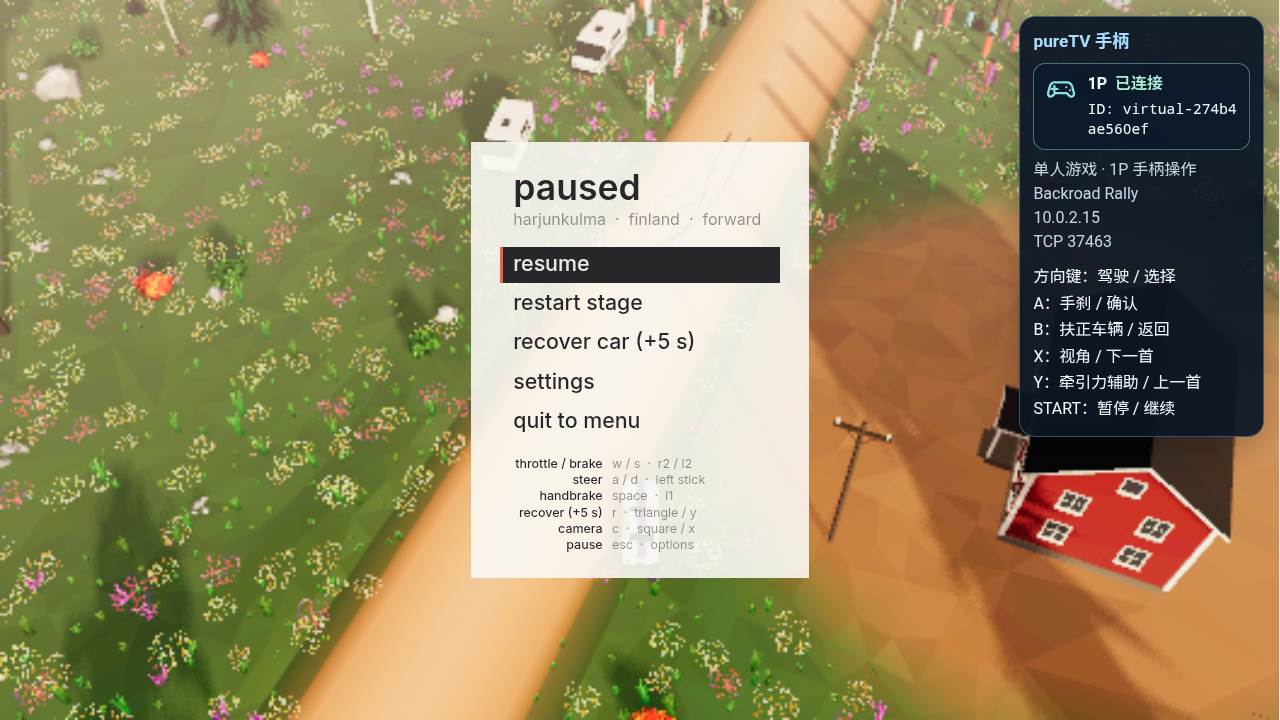 paused
harjunkulma · finland · forward
resume
restart stage
recover car (+5 s)
settings
quit to menu
throttle / brake w / s · r2 / l2
steer a / d · left stick
handbrake space · l1
recover (+5 s) r · triangle / y
camera c · square / x
pause esc · options
pureTV 手柄
1P 已连接
ID: virtual-274b4
ae560ef
单人游戏 · 1P 手柄操作
Backroad Rally
10.0.2.15
TCP 37463
方向键：驾驶 / 选择
A：手刹 / 确认
B：扶正车辆 / 返回
X：视角 / 下一首
Y：牵引力辅助 / 上一首
START：暂停 / 继续